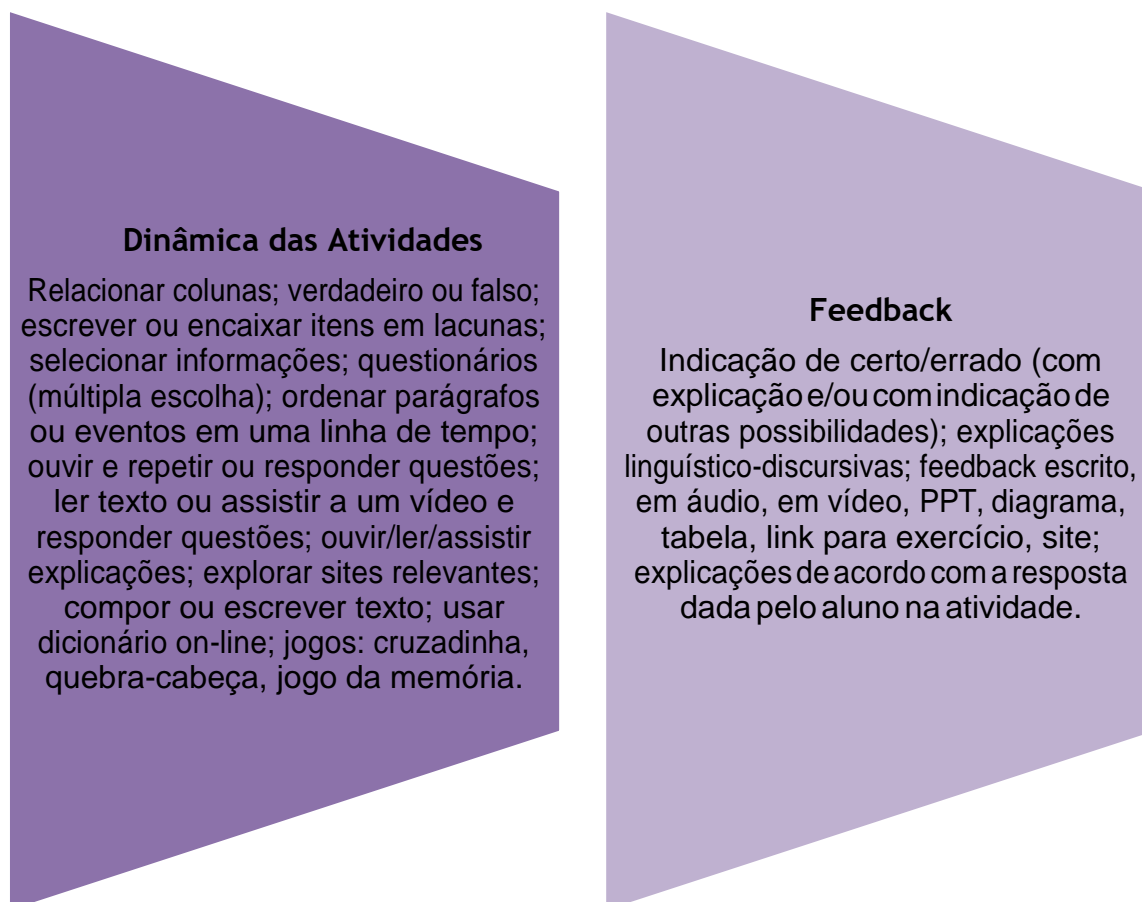 Dinâmica das Atividades
Relacionar colunas; verdadeiro ou falso;
escrever ou encaixar itens em lacunas;
selecionar informações; questionários
(múltipla escolha); ordenar parágrafos
ou eventos em uma linha de tempo;
ouvir e repetir ou responder questões;
ler texto ou assistir a um vídeo e
responder questões; ouvir/ler/assistir
explicações; explorar sites relevantes;
compor ou escrever texto; usar
dicionário on-line; jogos: cruzadinha,
quebra-cabeça, jogo da memória.
Feedback
Indicação de certo/errado (com
explicação e/ou com indicação de
outras possibilidades); explicações
linguístico-discursivas; feedback escrito,
em áudio, em vídeo, PPT, diagrama,
tabela, link para exercício, site;
explicações de acordo com a resposta
dada pelo aluno na atividade.